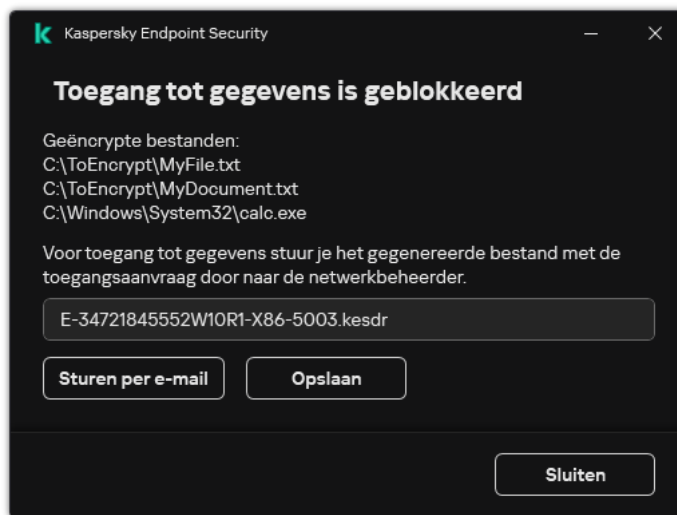 Kaspersky Endpoint Security
Toegang tot gegevens is geblokkeerd
Geëncrypte bestanden:
C:\ToEncrypt\MyFile.txt
C:\ToEncrypt\MyDocument.txt
C:\Windows\System32\calc.exe
Voor toegang tot gegevens stuur je het gegenereerde bestand met de
toegangsaanvraag door naar de netwerkbeheerder.
E-34721845552W10R1-X86-5003.kesdr
Sturen per e-mail Opslaan
Sluiten